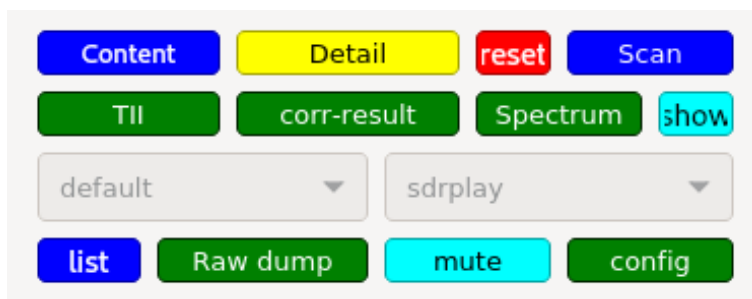 Content Detail reset Scan
TII corr-result Spectrum show
default sdrplay
list Raw dump mute config